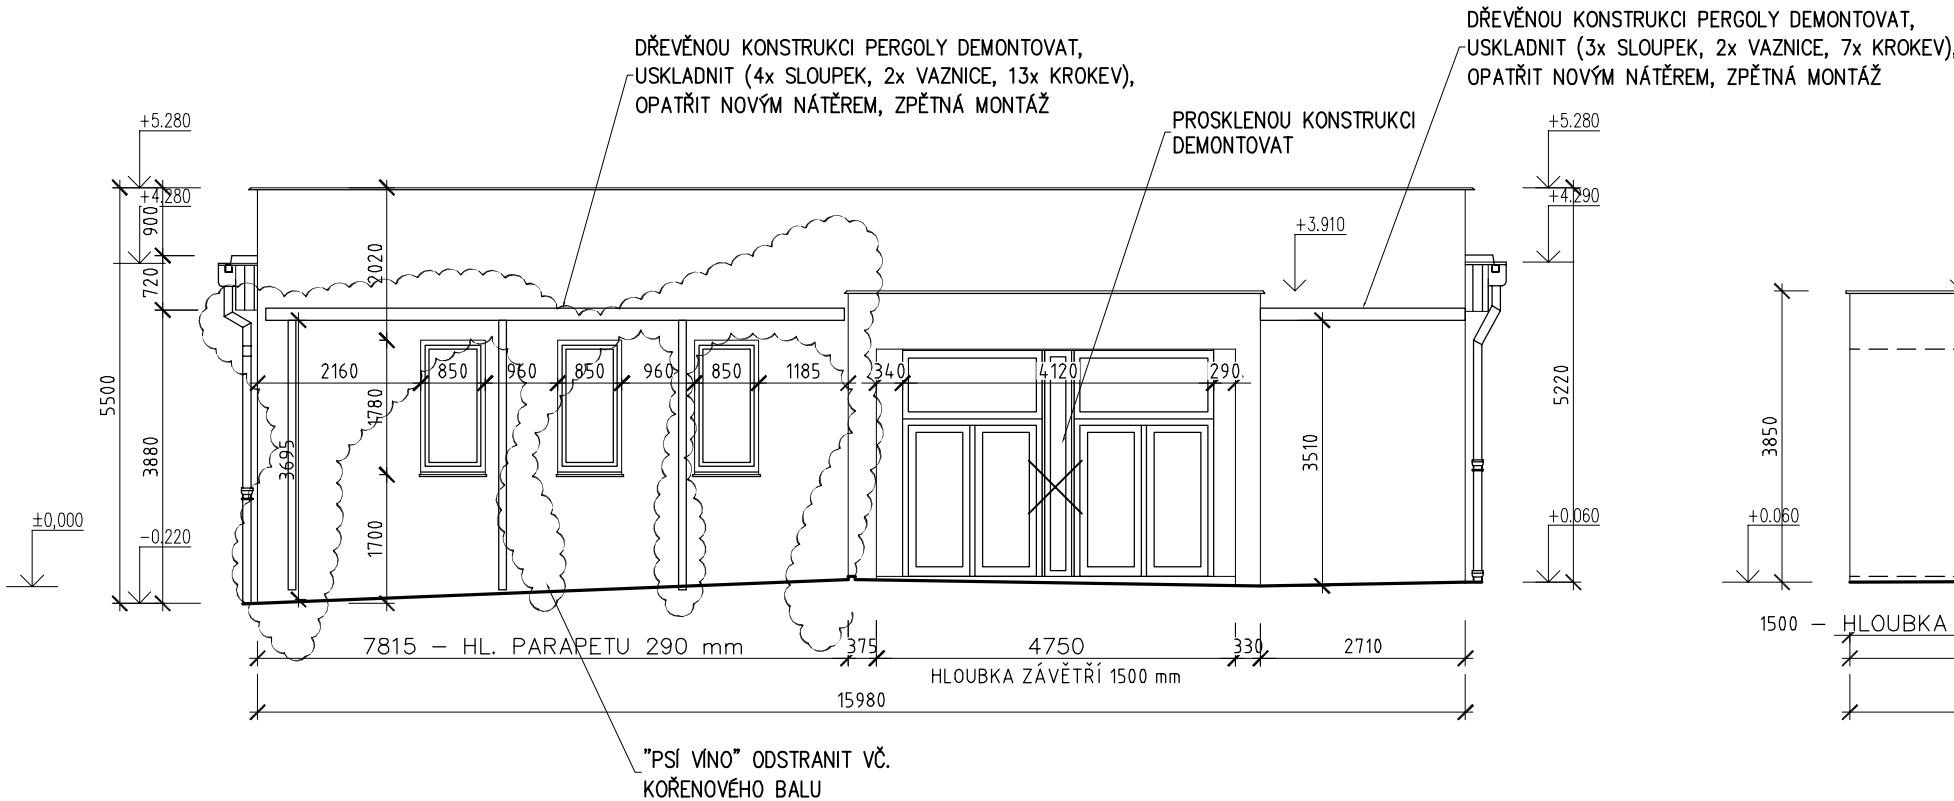 DŘEVĚNOU KONSTRUKCI PERGOLY DEMONTOVAT,
USKLADNIT (4x SLOUPEK, 2x VAZNICE, 13x KROKEV),
OPATŘIT NOVÝM NÁTĚREM, ZPĚTNÁ MONTÁŽ
DŘEVĚNOU KONSTRUKCI PERGOLY DEMONTOVAT,
USKLADNIT (3x SLOUPEK, 2x VAZNICE, 7x KROKEV),
OPATŘIT NOVÝM NÁTĚREM, ZPĚTNÁ MONTÁŽ
PROSKLENOU KONSTRUKCI
DEMONTOVAT
+5.280
+5.280
+4.280
+4.290
+3.910
900
720
2020
5500
3880
3695
1780
1700
2160
850
960
850
960
850
1185
340
4120
290
3510
5220
3850
±0,000
-0.220
+0.060
+0.060
7815 – HL. PARAPETU 290 mm
375
4750
330
2710
HLOUBKA ZÁVĚTŘÍ 1500 mm
1500 – HLOUBKA
15980
"PSÍ VÍNO" ODSTRANIT VČ.
KOŘENOVÉHO BALU